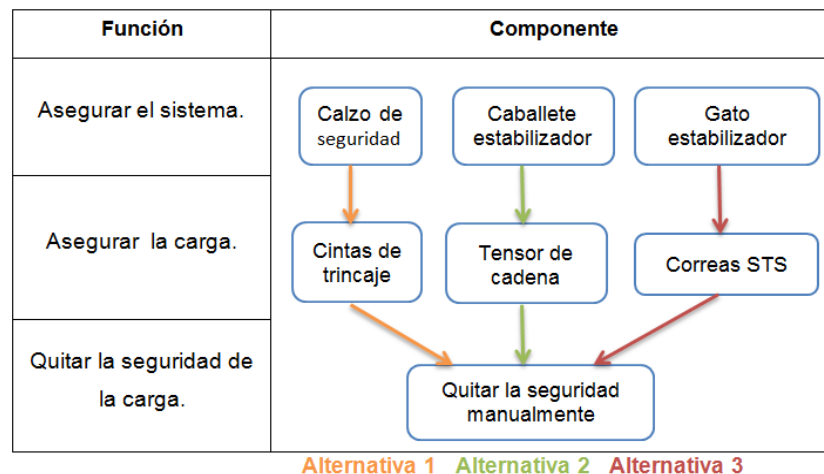 Función
Componente
Asegurar el sistema.
Calzo de
seguridad
Caballete
estabilizador
Gato
estabilizador
Asegurar la carga.
Cintas de
trincaje
Tensor de
cadena
Correas STS
Quitar la seguridad de
la carga.
Quitar la seguridad
manualmente
Alternativa 1 Alternativa 2 Alternativa 3